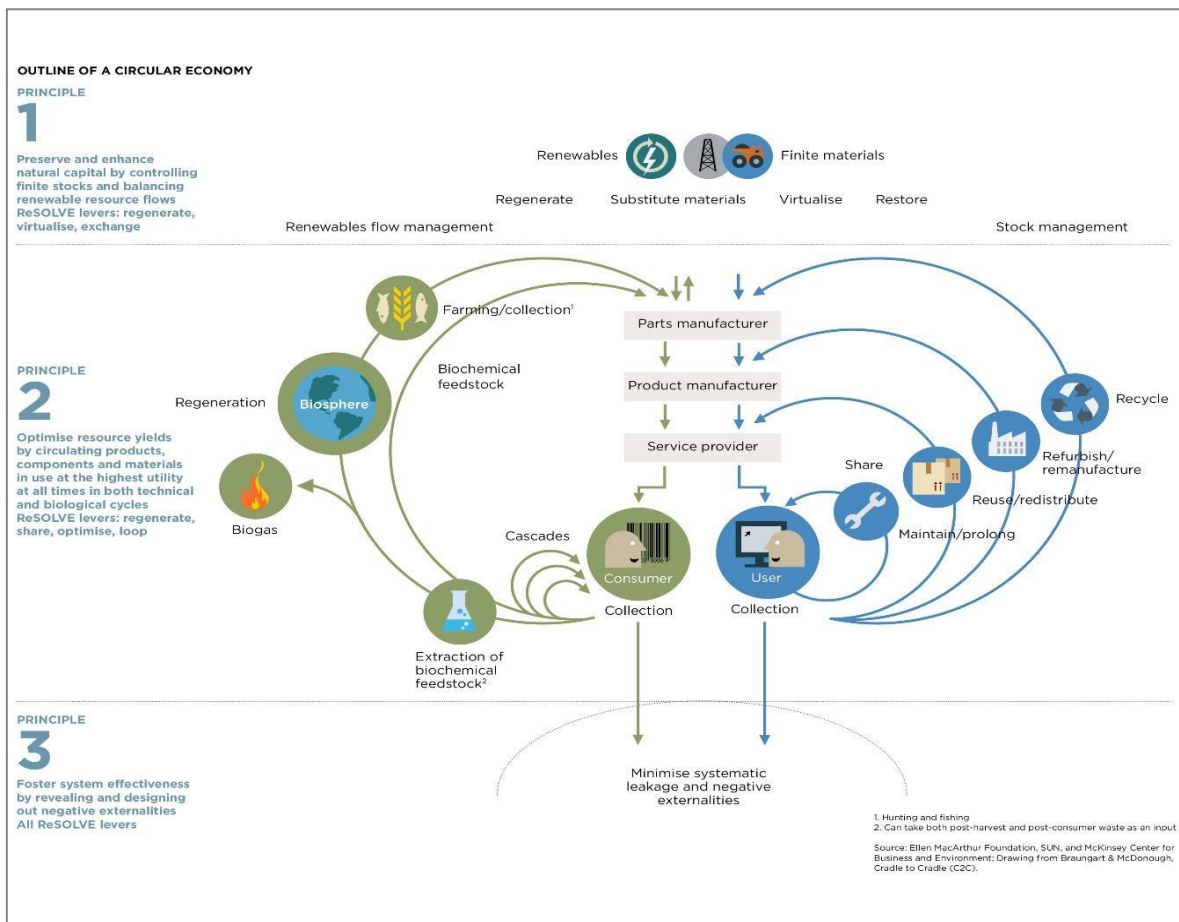 OUTLINE OF A CIRCULAR ECONOMY
PRINCIPLE
1
Preserve and enhance
natural capital by controlling
finite stocks and balancing
renewable resource flows
ReSOLVE levers: regenerate,
virtualise, exchange
Renewables
Finite materials
Regenerate
Substitute materials
Virtualise
Restore
Renewables flow management
Stock management
PRINCIPLE
2
Optimise resource yields
by circulating products,
components and materials
in use at the highest utility
at all times in both technical
and biological cycles
ReSOLVE levers: regenerate,
share, optimise, loop
Farming/collection¹
Biochemical
feedstock
Regeneration
Biosphere
Biogas
Cascades
Extraction of
biochemical
feedstock²
Parts manufacturer
Product manufacturer
Service provider
Consumer
Collection
User
Collection
Share
Maintain/prolong
Reuse/redistribute
Refurbish/
remanufacture
Recycle
PRINCIPLE
3
Foster system effectiveness
by revealing and designing
out negative externalities
All ReSOLVE levers
Minimise systematic
leakage and negative
externalities
1. Hunting and fishing
2. Can take both post-harvest and post-consumer waste as an input
Source: Ellen MacArthur Foundation, SUN, and McKinsey Center for
Business and Environment; Drawing from Braungart & McDonough,
Cradle to Cradle (C2C).